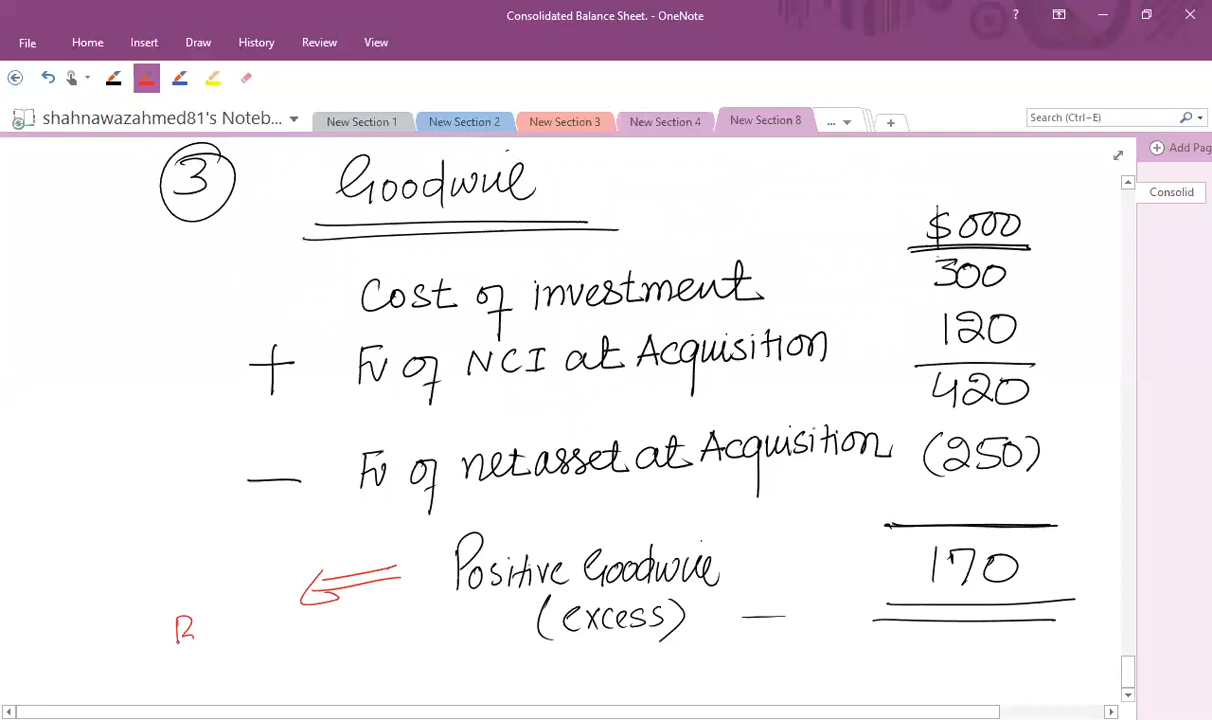 Consolidated Balance Sheet. - OneNote
?
File Home Insert Draw History Review View
shahnawazahmed81's Noteb... New Section 1 New Section 2 New Section 3 New Section 4 New Section 8 ... + Search (Ctrl+E)
+ Add Pag
Consolid
3 Goodwill
$000
Cost of investment 300
+ FV of NCI at Acquisition 120
420
— FV of net asset at Acquisition (250)
Positive Goodwill 170
(excess) —